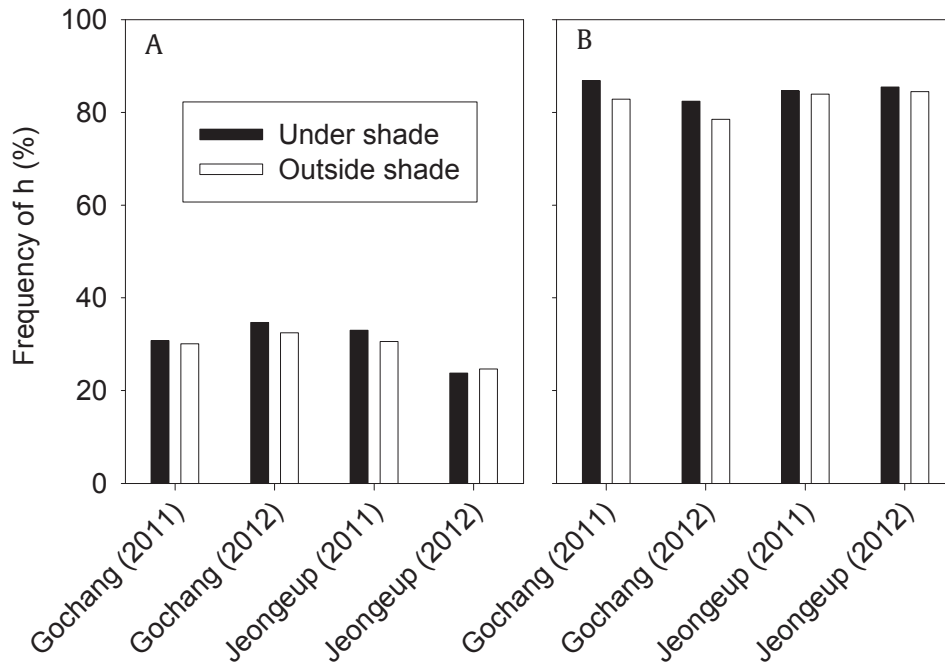 Frequency of h (%)
100
80
60
40
20
0
A
Under shade
Outside shade
B
Gochang (2011)
Gochang (2012)
Jeongeup (2011)
Jeongeup (2012)
Gochang (2011)
Gochang (2012)
Jeongeup (2011)
Jeongeup (2012)